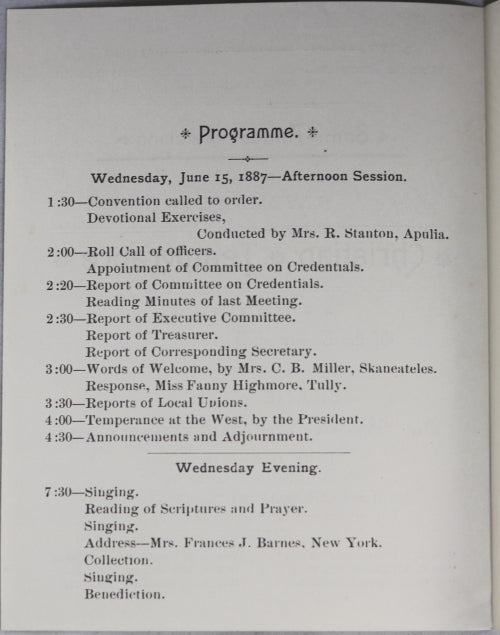 Programme.
Wednesday, June 15, 1887—Afternoon Session.
1:30—Convention called to order.
Devotional Exercises,
Conducted by Mrs. R. Stanton, Apulia.
2:00—Roll Call of officers.
Appointment of Committee on Credentials.
2:20—Report of Committee on Credentials.
Reading Minutes of last Meeting.
2:30—Report of Executive Committee.
Report of Treasurer.
Report of Corresponding Secretary.
3:00—Words of Welcome, by Mrs. C. B. Miller, Skaneateles.
Response, Miss Fanny Highmore, Tully.
3:30—Reports of Local Unions.
4:00—Temperance at the West, by the President.
4:30—Announcements and Adjournment.
Wednesday Evening.
7:30—Singing.
Reading of Scriptures and Prayer.
Singing.
Address—Mrs. Frances J. Barnes, New York.
Collection.
Singing.
Benediction.